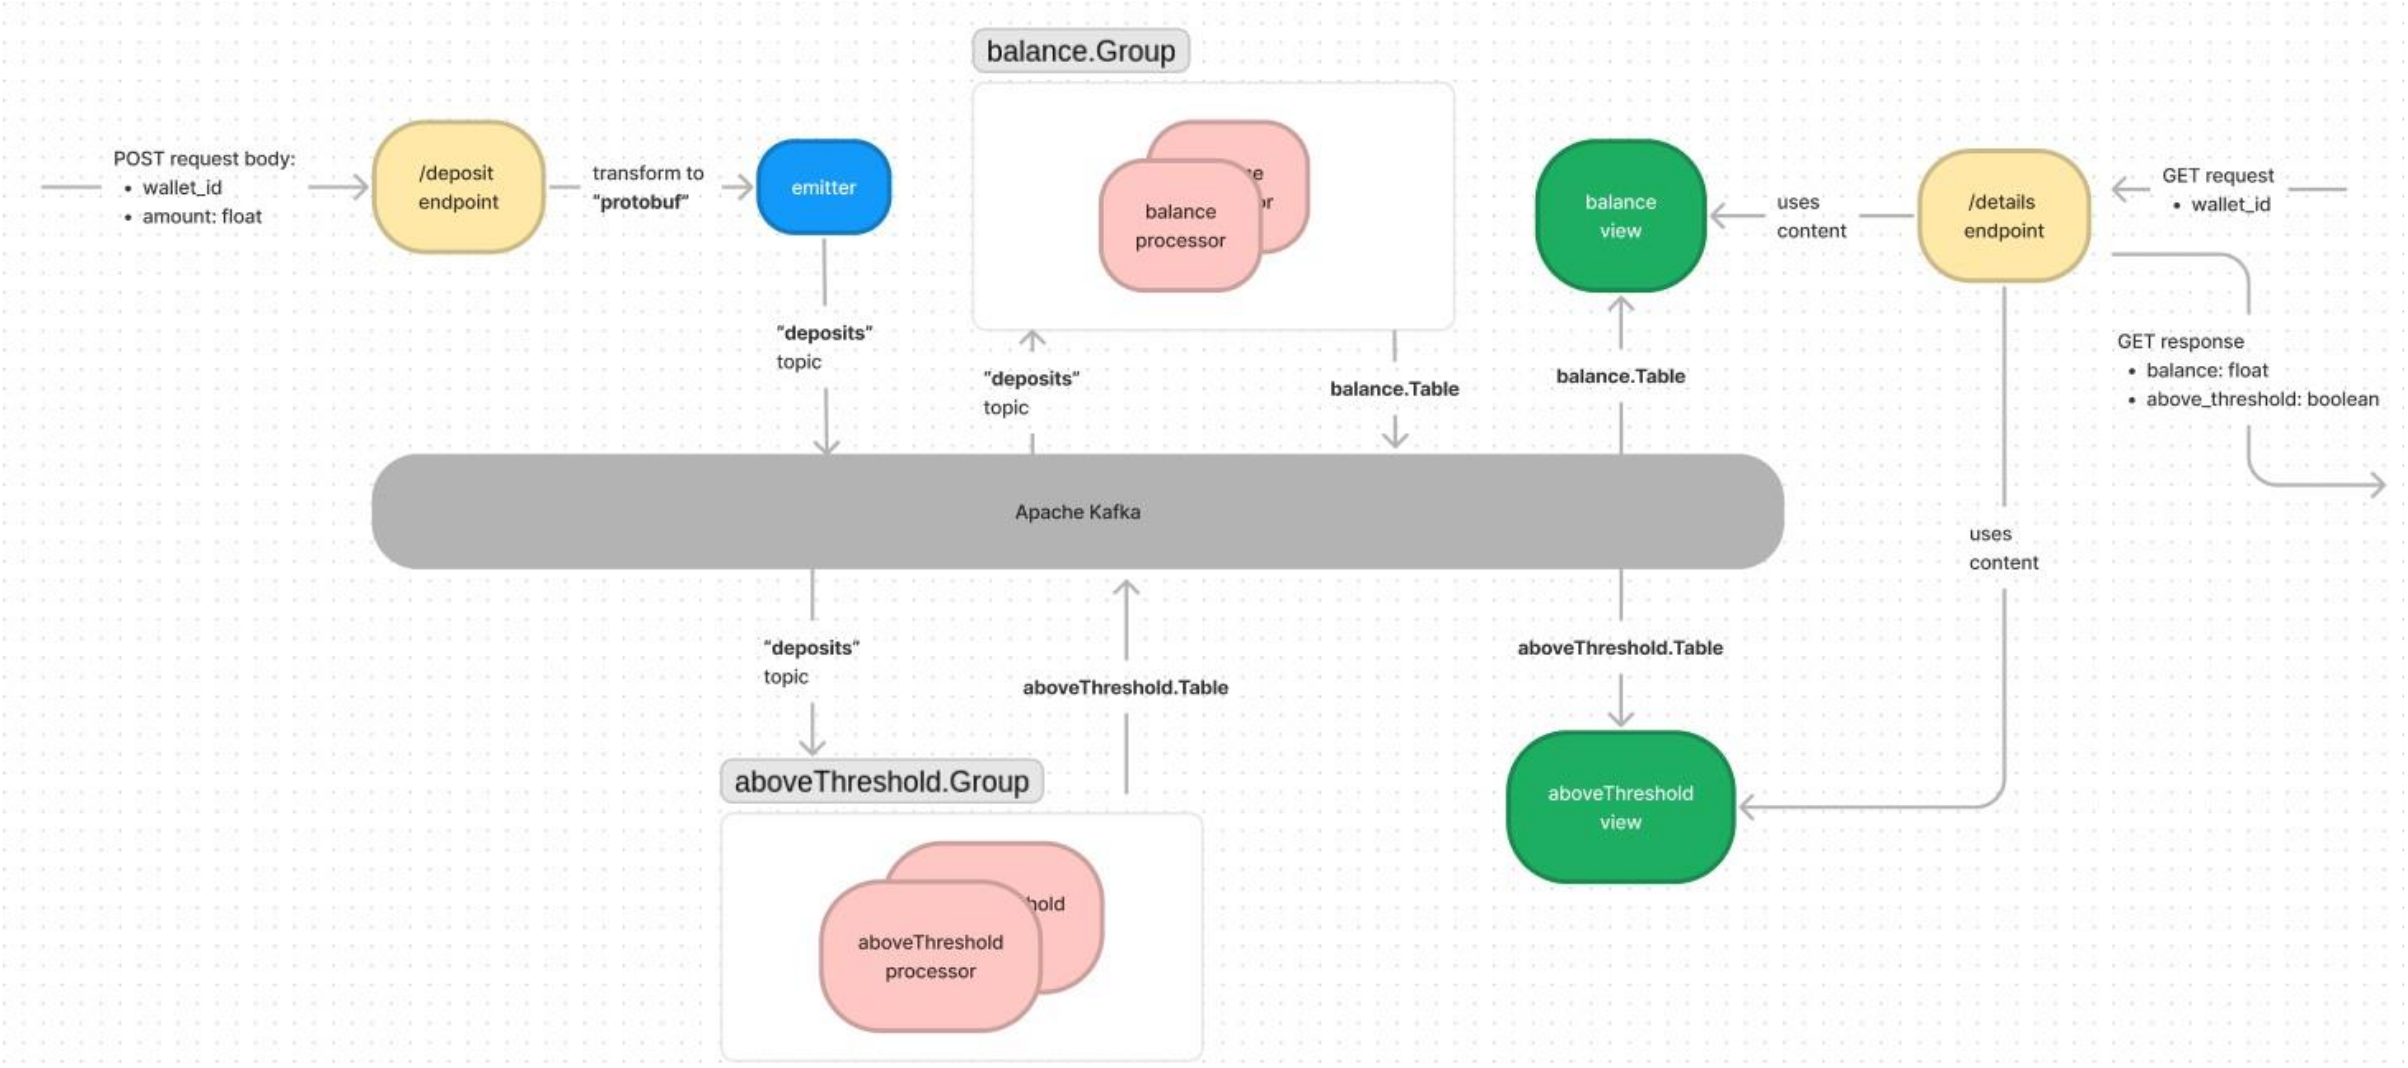 balance.Group
POST request body:
• wallet_id
• amount: float
/deposit
endpoint
transform to
“protobuf”
emitter
balance
processor
balance
view
uses
content
/details
endpoint
GET request
• wallet_id
“deposits”
topic
“deposits”
topic
balance.Table
balance.Table
GET response
• balance: float
• above_threshold: boolean
Apache Kafka
uses
content
“deposits”
topic
aboveThreshold.Table
aboveThreshold.Table
aboveThreshold.Group
aboveThreshold
view
aboveThreshold
processor